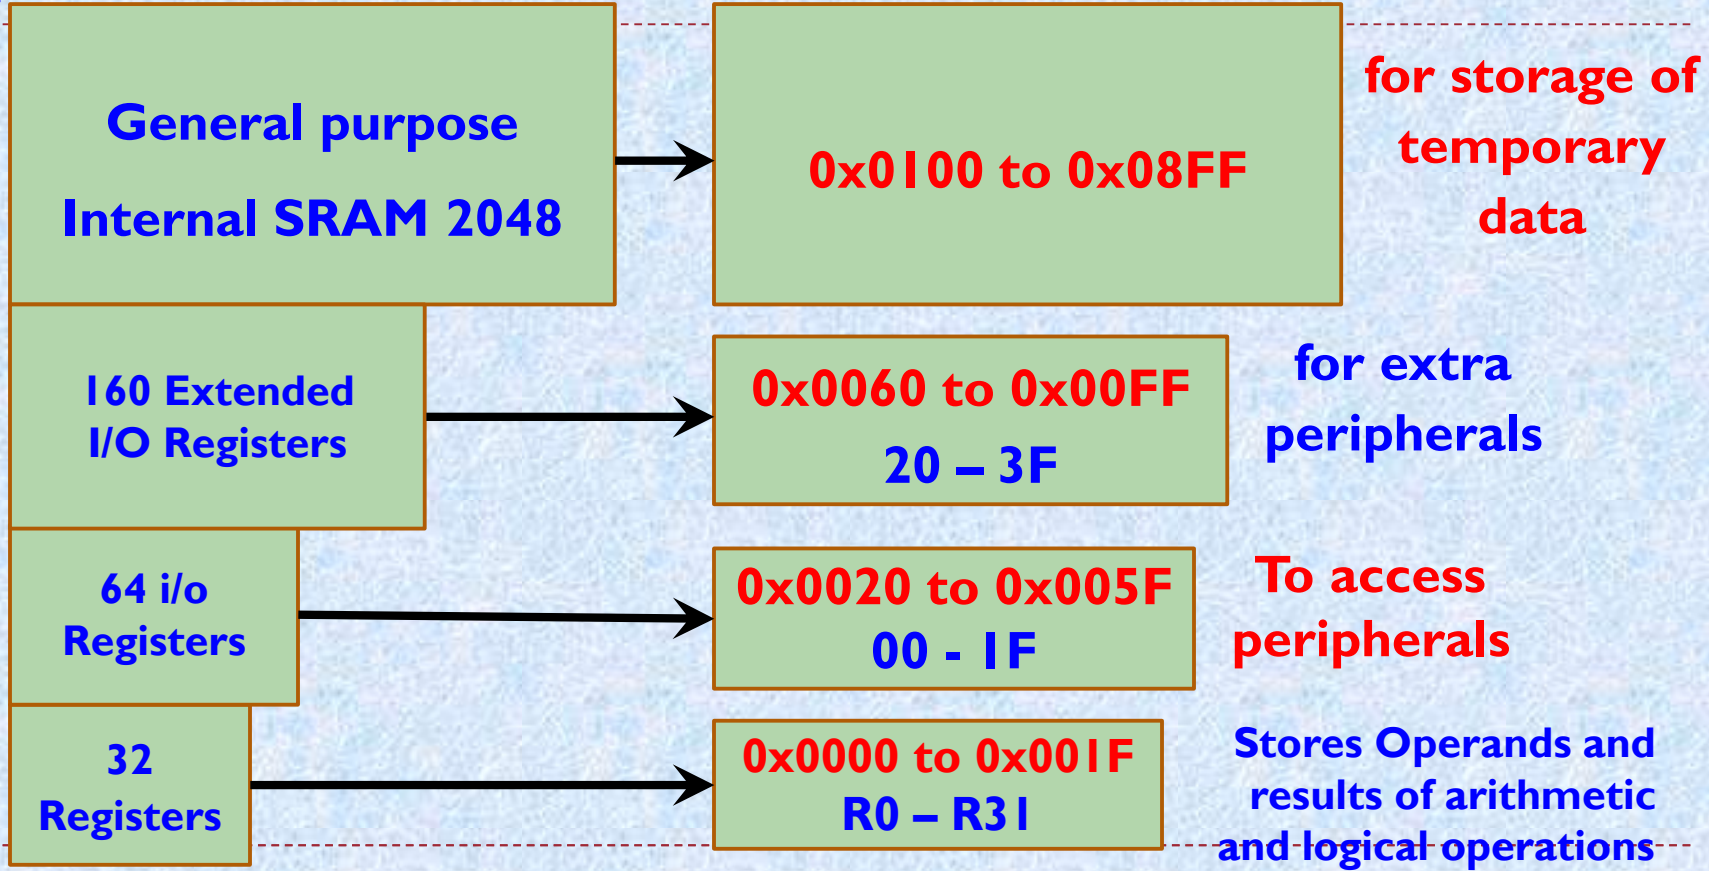 General purpose
Internal SRAM 2048
0x0100 to 0x08FF
for storage of
temporary
data
160 Extended
I/O Registers
0x0060 to 0x00FF
20 – 3F
for extra
peripherals
64 i/o
Registers
0x0020 to 0x005F
00 - 1F
To access
peripherals
32
Registers
0x0000 to 0x001F
R0 – R31
Stores Operands and
results of arithmetic
and logical operations